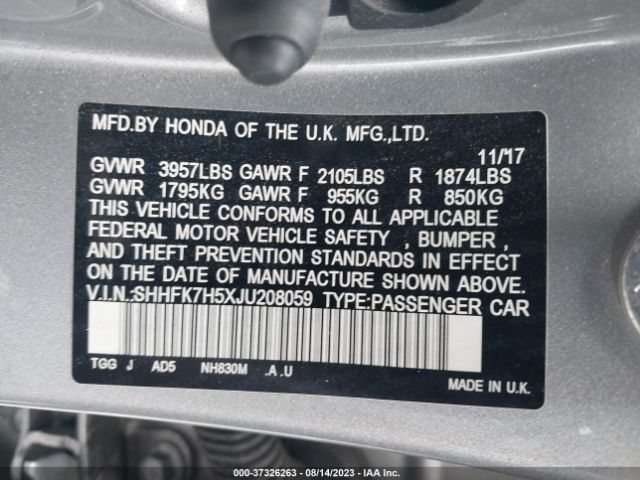 MFD.BY HONDA OF THE U.K. MFG.,LTD.
11/17
GVWR 3957LBS GAWR F 2105LBS R 1874LBS
GVWR 1795KG GAWR F 955KG R 850KG
THIS VEHICLE CONFORMS TO ALL APPLICABLE
FEDERAL MOTOR VEHICLE SAFETY , BUMPER ,
AND THEFT PREVENTION STANDARDS IN EFFECT
ON THE DATE OF MANUFACTURE SHOWN ABOVE.
V.I.N.:SHHFK7H5XJU208059 TYPE:PASSENGER CAR
TGG J AD5 NH830M .A .U
MADE IN U.K.
000-37326263 - 08/14/2023 - IAA Inc.